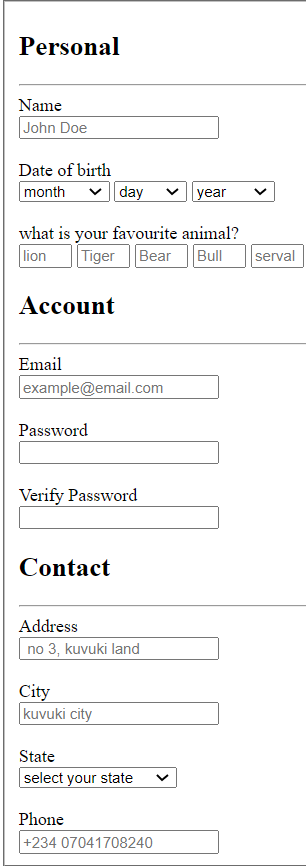 Personal
Name
John Doe
Date of birth
month day year
what is your favourite animal?
lion Tiger Bear Bull serval
Account
Email
example@email.com
Password
Verify Password
Contact
Address
no 3, kuvuki land
City
kuvuki city
State
select your state
Phone
+234 07041708240